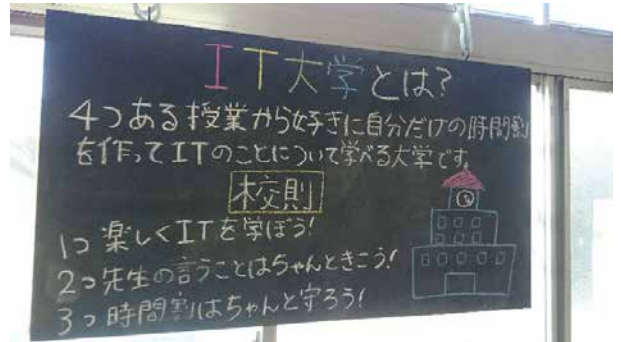 IT大学とは?
4つある授業から好きに自分だけの時間割
を作ってITのことについて学べる大学です。
校則
1つ楽しくITを学ぼう!
2つ先生の言うことはちゃんときこう!
3つ時間割はちゃんと守ろう!